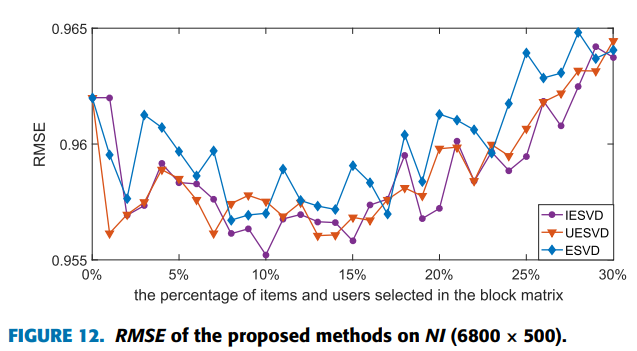 0.965
0.96
0.955
RMSE
IESVD
UESVD
ESVD
0% 5% 10% 15% 20% 25% 30%
the percentage of items and users selected in the block matrix
FIGURE 12. RMSE of the proposed methods on NI (6800 × 500).